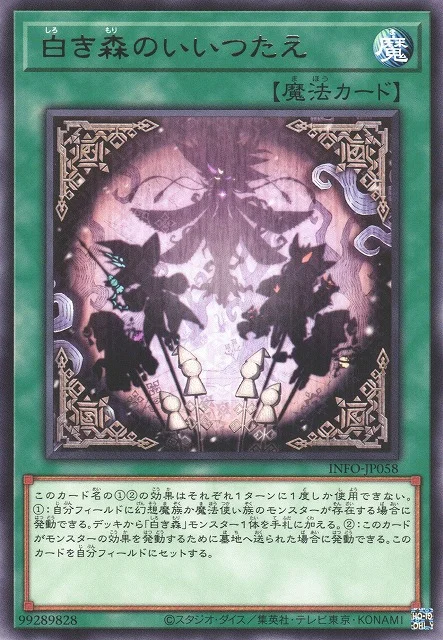 白き森のいいつたえ
魔
【魔法カード】
INFO-JP058
このカード名の①②の効果はそれぞれ1ターンに1度しか使用できない。
①:自分フィールドに幻想魔族か魔法使い族のモンスターが存在する場合に
発動できる。デッキから「白き森」モンスター1体を手札に加える。②:このカード
がモンスターの効果を発動するために墓地へ送られた場合に発動できる。こ
のカードを自分フィールドにセットする。
99289828
©スタジオ・ダイス/集英社・テレビ東京・KONAMI